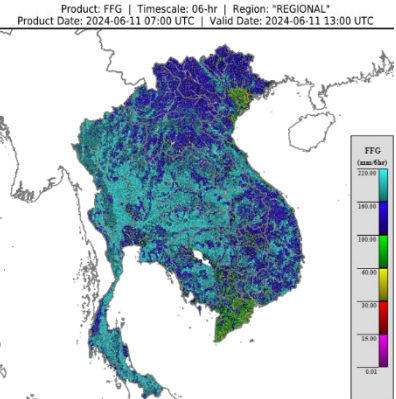 Product: FFG | Timescale: 06-hr | Region: "REGIONAL"
Product Date: 2024-06-11 07:00 UTC | Valid Date: 2024-06-11 13:00 UTC
FFG
(mm/6hr)
220.00
160.00
100.00
60.00
30.00
15.00
0.01